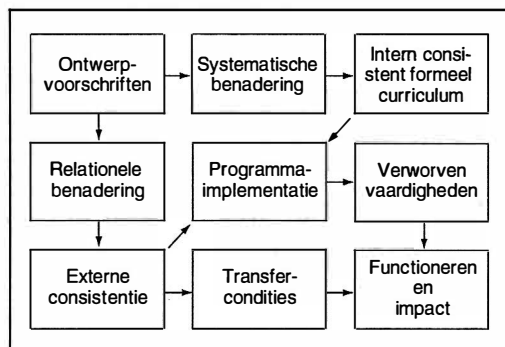 Ontwerp-
voorschriften
Systematische
benadering
Intern consi-
stent formeel
curriculum
Relationele
benadering
Programma-
implementatie
Verworven
vaardigheden
Externe
consistentie
Transfer-
condities
Functioneren
en
impact